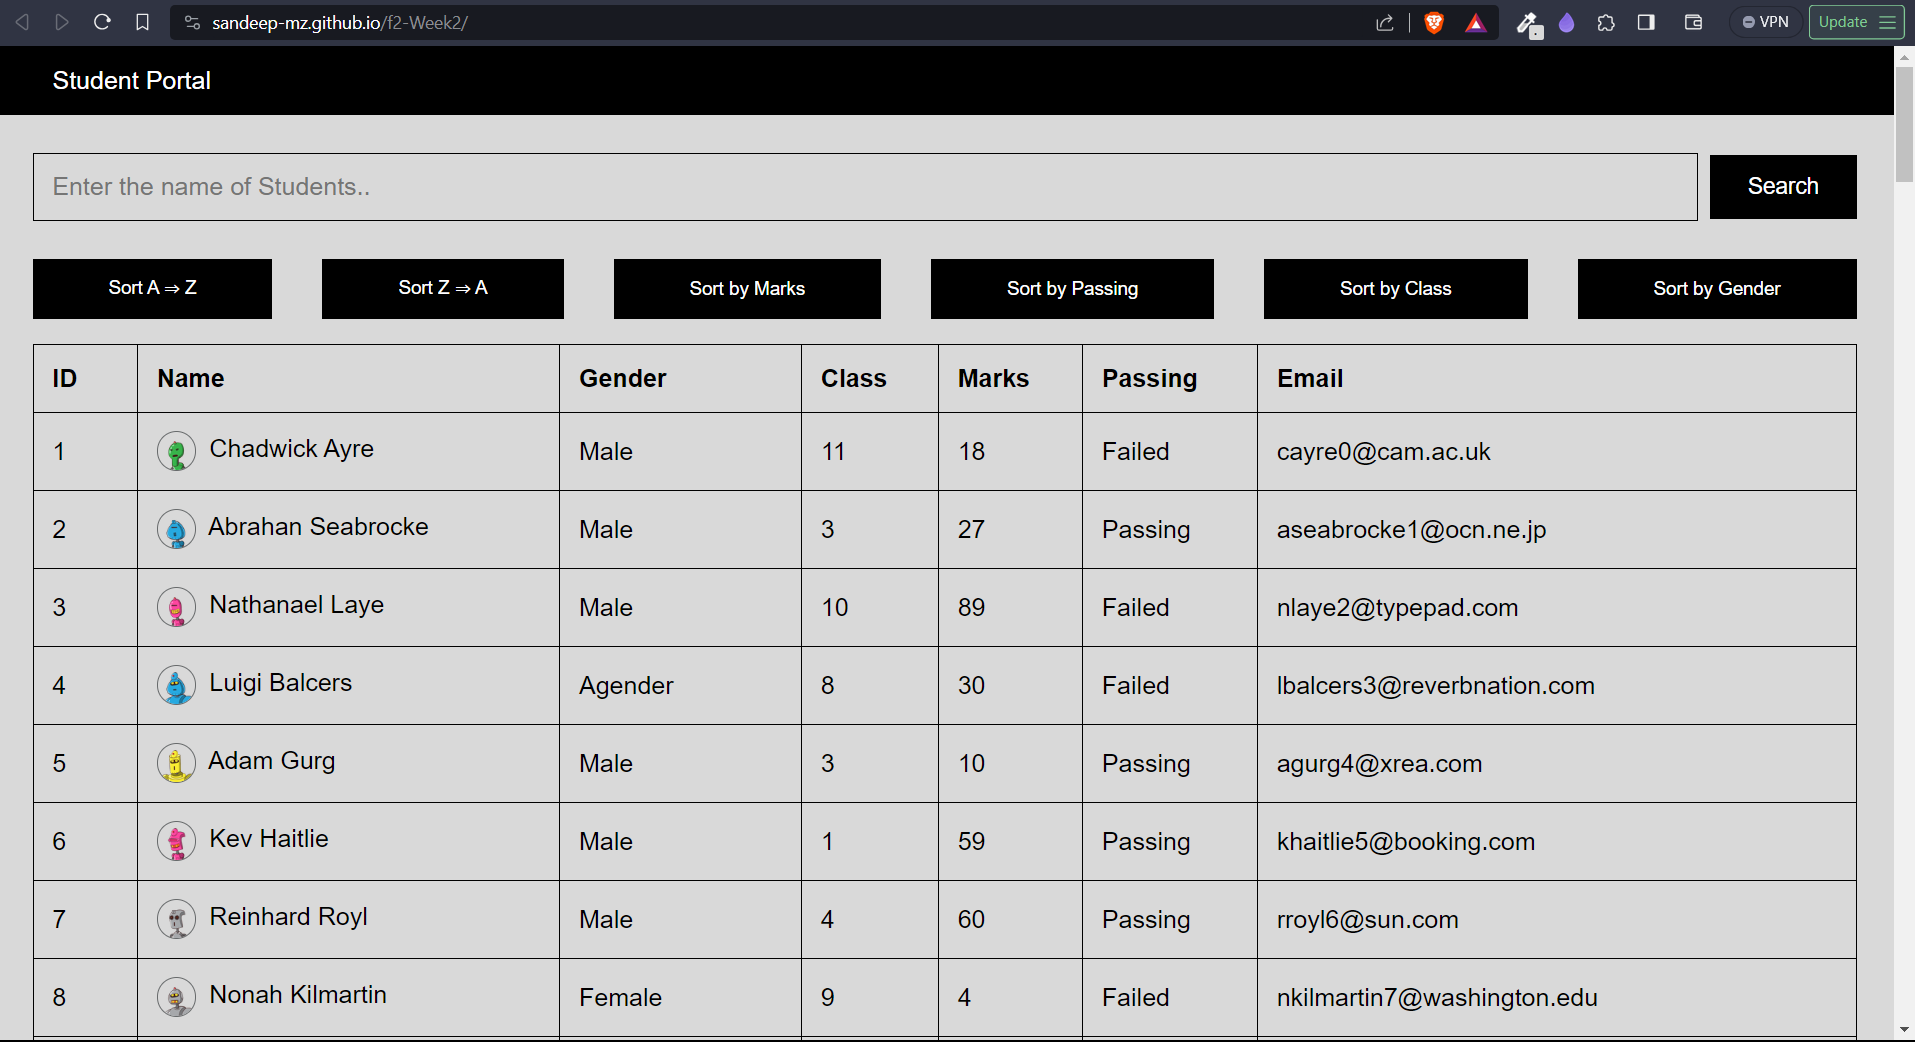 sandeep-mz.github.io/f2-Week2/
VPN
Update
Student Portal
Enter the name of Students..
Search
Sort A ⇒ Z
Sort Z ⇒ A
Sort by Marks
Sort by Passing
Sort by Class
Sort by Gender
ID Name Gender Class Marks Passing Email
1 Chadwick Ayre Male 11 18 Failed cayre0@cam.ac.uk
2 Abrahan Seabrocke Male 3 27 Passing aseabrocke1@ocn.ne.jp
3 Nathanael Laye Male 10 89 Failed nlaye2@typepad.com
4 Luigi Balcers Agender 8 30 Failed lbalcers3@reverbnation.com
5 Adam Gurg Male 3 10 Passing agurg4@xrea.com
6 Kev Haitlie Male 1 59 Passing khaitlie5@booking.com
7 Reinhard Royl Male 4 60 Passing rroyl6@sun.com
8 Nonah Kilmartin Female 9 4 Failed nkilmartin7@washington.edu